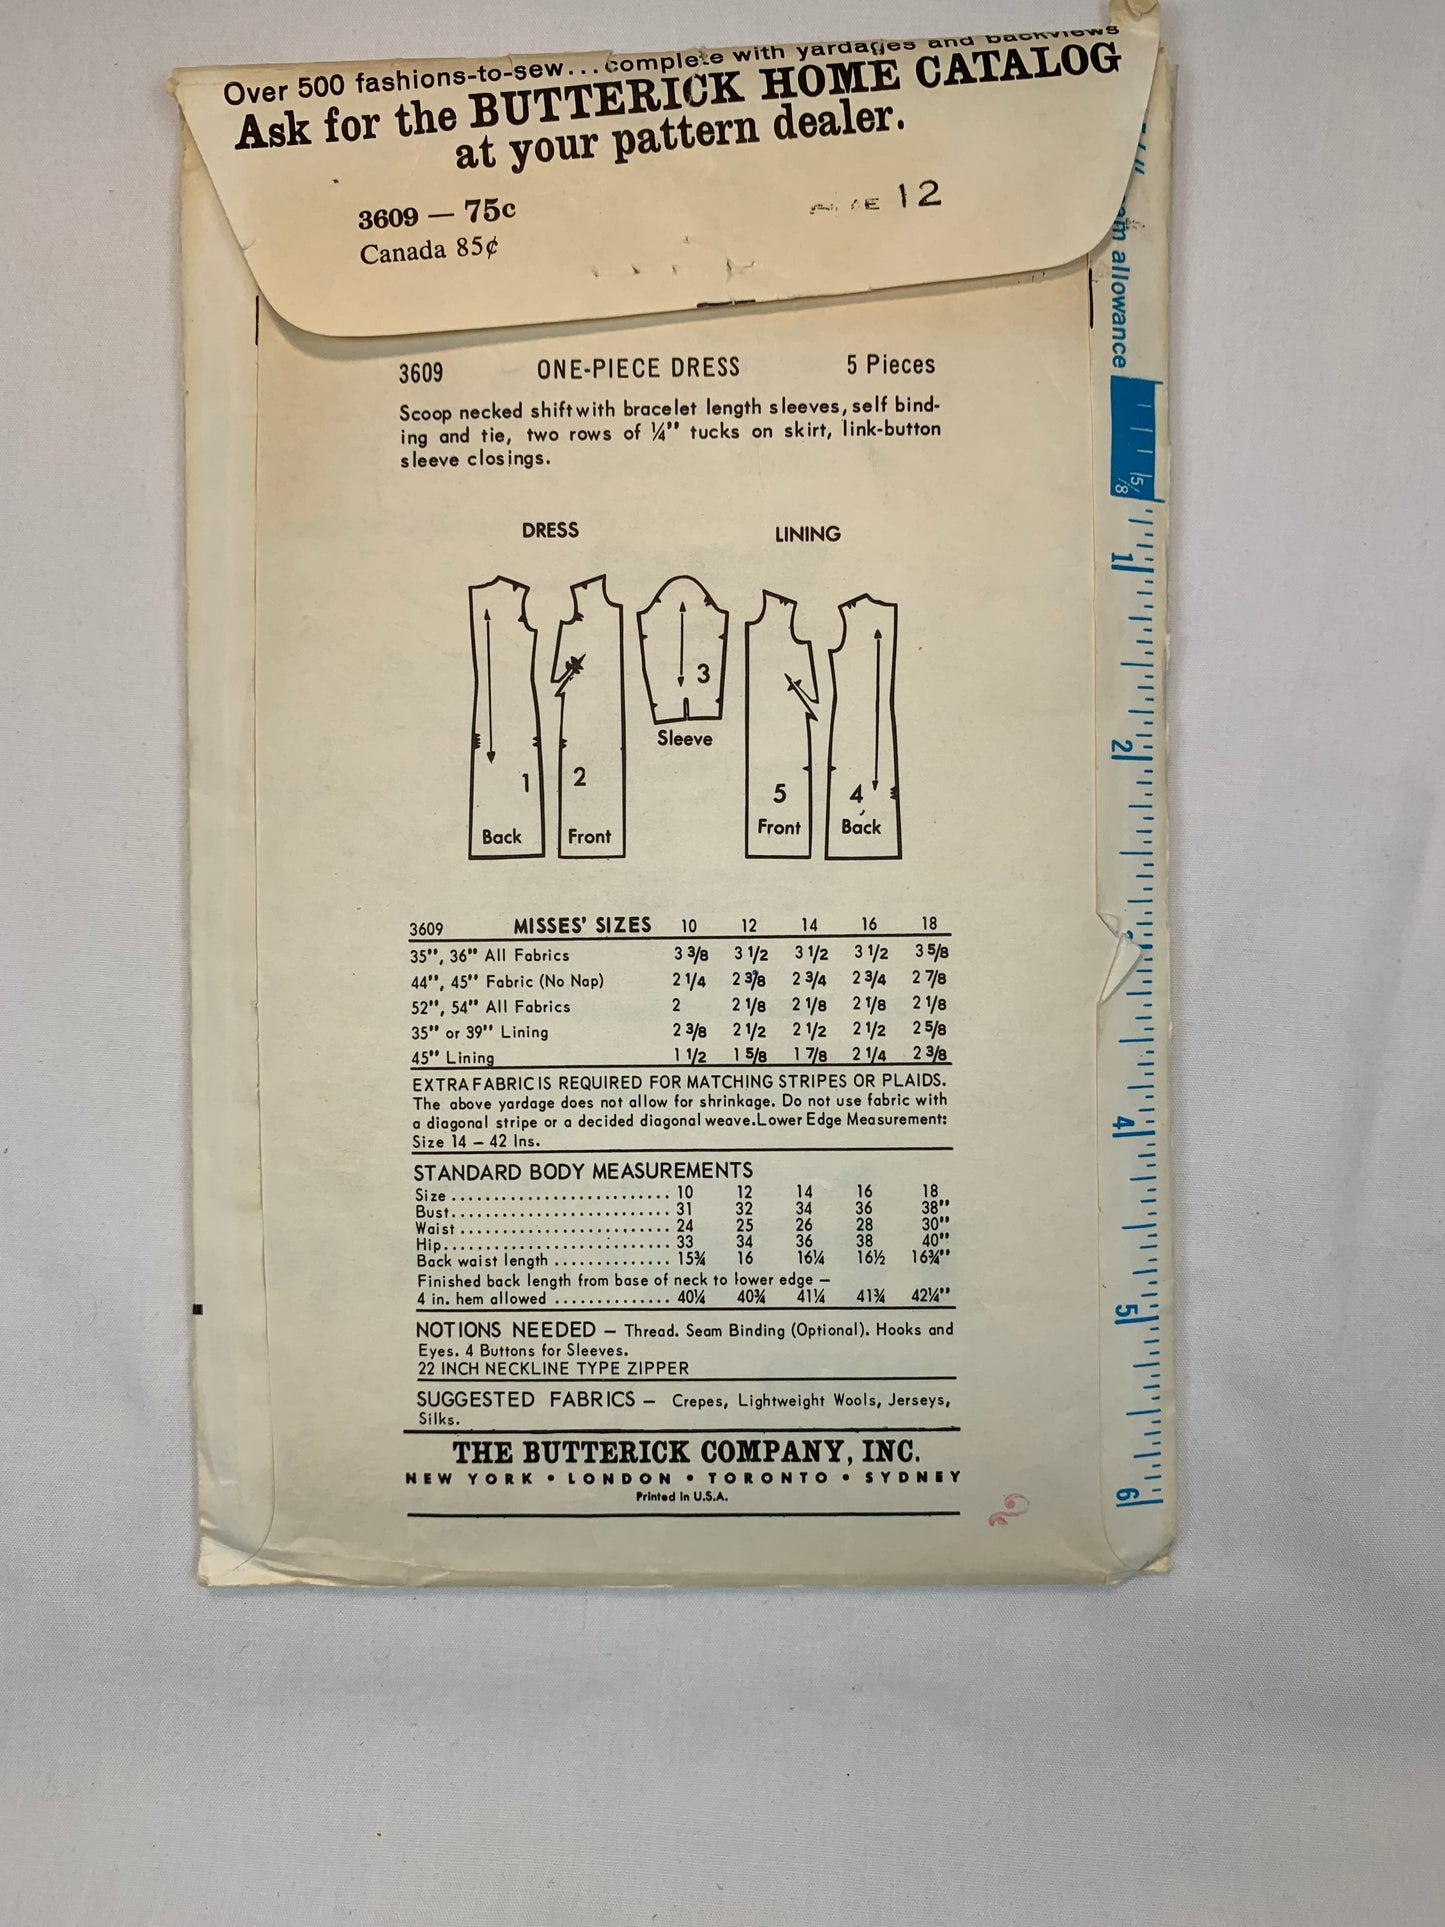 Over 500 fashions-to-sew...complete with yardages and backviews
Ask for the BUTTERICK HOME CATALOG
at your pattern dealer.
3609 — 75c
Canada 85¢
12
allowance
5/8
1
2
4
5
6
3609 ONE-PIECE DRESS 5 Pieces
Scoop necked shift with bracelet length sleeves, self bind-
ing and tie, two rows of ¼" tucks on skirt, link-button
sleeve closings.
DRESS LINING
1 Back
2 Front
3 Sleeve
5 Front
4 Back
3609 MISSES' SIZES 10 12 14 16 18
35", 36" All Fabrics 3 3/8 3 1/2 3 1/2 3 1/2 3 5/8
44", 45" Fabric (No Nap) 2 1/4 2 3/8 2 3/4 2 3/4 2 7/8
52", 54" All Fabrics 2 2 1/8 2 1/8 2 1/8 2 1/8
35" or 39" Lining 2 3/8 2 1/2 2 1/2 2 1/2 2 5/8
45" Lining 1 1/2 1 5/8 1 7/8 2 1/4 2 3/8
EXTRA FABRIC IS REQUIRED FOR MATCHING STRIPES OR PLAIDS.
The above yardage does not allow for shrinkage. Do not use fabric with
a diagonal stripe or a decided diagonal weave. Lower Edge Measurement:
Size 14 – 42 Ins.
STANDARD BODY MEASUREMENTS
Size .......................... 10 12 14 16 18
Bust.......................... 31 32 34 36 38"
Waist ......................... 24 25 26 28 30"
Hip........................... 33 34 36 38 40"
Back waist length .............. 15¾ 16 16¼ 16½ 16¾"
Finished back length from base of neck to lower edge –
4 in. hem allowed .............. 40¼ 40¾ 41¼ 41¾ 42¼"
NOTIONS NEEDED – Thread. Seam Binding (Optional). Hooks and
Eyes. 4 Buttons for Sleeves.
22 INCH NECKLINE TYPE ZIPPER
SUGGESTED FABRICS – Crepes, Lightweight Wools, Jerseys,
Silks.
THE BUTTERICK COMPANY, INC.
NEW YORK • LONDON • TORONTO • SYDNEY
Printed in U.S.A.